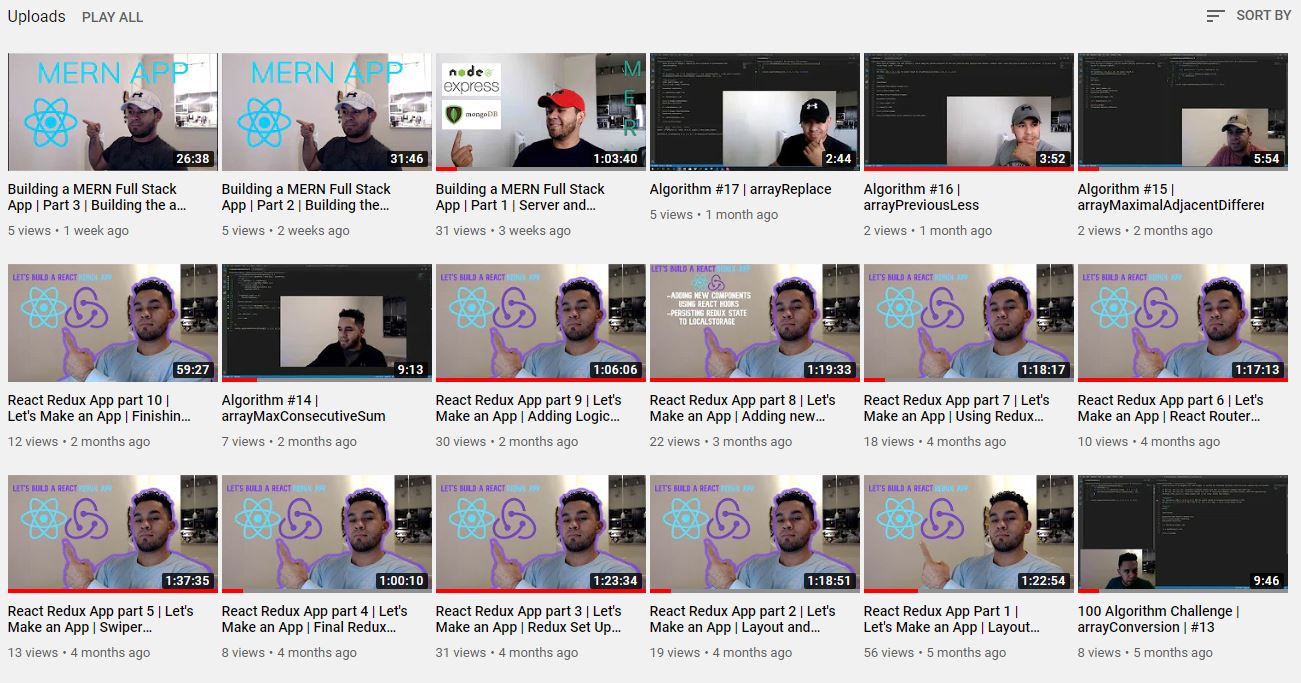 Uploads PLAY ALL SORT BY
MERN APP
26:38
MERN APP
31:46
node
express
mongoDB
M
E
R
N
1:03:40
2:44
3:52
5:54
Building a MERN Full Stack
App | Part 3 | Building the a...
5 views • 1 week ago
Building a MERN Full Stack
App | Part 2 | Building the...
5 views • 2 weeks ago
Building a MERN Full Stack
App | Part 1 | Server and...
31 views • 3 weeks ago
Algorithm #17 | arrayReplace
5 views • 1 month ago
Algorithm #16 |
arrayPreviousLess
2 views • 1 month ago
Algorithm #15 |
arrayMaximalAdjacentDifferen
2 views • 2 months ago
LET'S BUILD A REACT REDUX APP
59:27
9:13
LET'S BUILD A REACT REDUX APP
1:06:06
LET'S BUILD A REACT REDUX APP
-ADDING NEW COMPONENTS
USING REACT HOOKS
-PERSISTING REDUX STATE
TO LOCALSTORAGE
1:19:33
LET'S BUILD A REACT REDUX APP
1:18:17
LET'S BUILD A REACT REDUX APP
1:17:13
React Redux App part 10 |
Let's Make an App | Finishin...
12 views • 2 months ago
Algorithm #14 |
arrayMaxConsecutiveSum
7 views • 2 months ago
React Redux App part 9 | Let's
Make an App | Adding Logic...
30 views • 2 months ago
React Redux App part 8 | Let's
Make an App | Adding new...
22 views • 3 months ago
React Redux App part 7 | Let's
Make an App | Using Redux...
18 views • 4 months ago
React Redux App part 6 | Let's
Make an App | React Router...
10 views • 4 months ago
LET'S BUILD A REACT REDUX APP
1:37:35
LET'S BUILD A REACT REDUX APP
1:00:10
LET'S BUILD A REACT REDUX APP
1:23:34
LET'S BUILD A REACT REDUX APP
1:18:51
LET'S BUILD A REACT REDUX APP
1:22:54
9:46
React Redux App part 5 | Let's
Make an App | Swiper...
13 views • 4 months ago
React Redux App part 4 | Let's
Make an App | Final Redux...
8 views • 4 months ago
React Redux App part 3 | Let's
Make an App | Redux Set Up...
31 views • 4 months ago
React Redux App part 2 | Let's
Make an App | Layout and...
19 views • 4 months ago
React Redux App Part 1 |
Let's Make an App | Layout...
56 views • 5 months ago
100 Algorithm Challenge |
arrayConversion | #13
8 views • 5 months ago